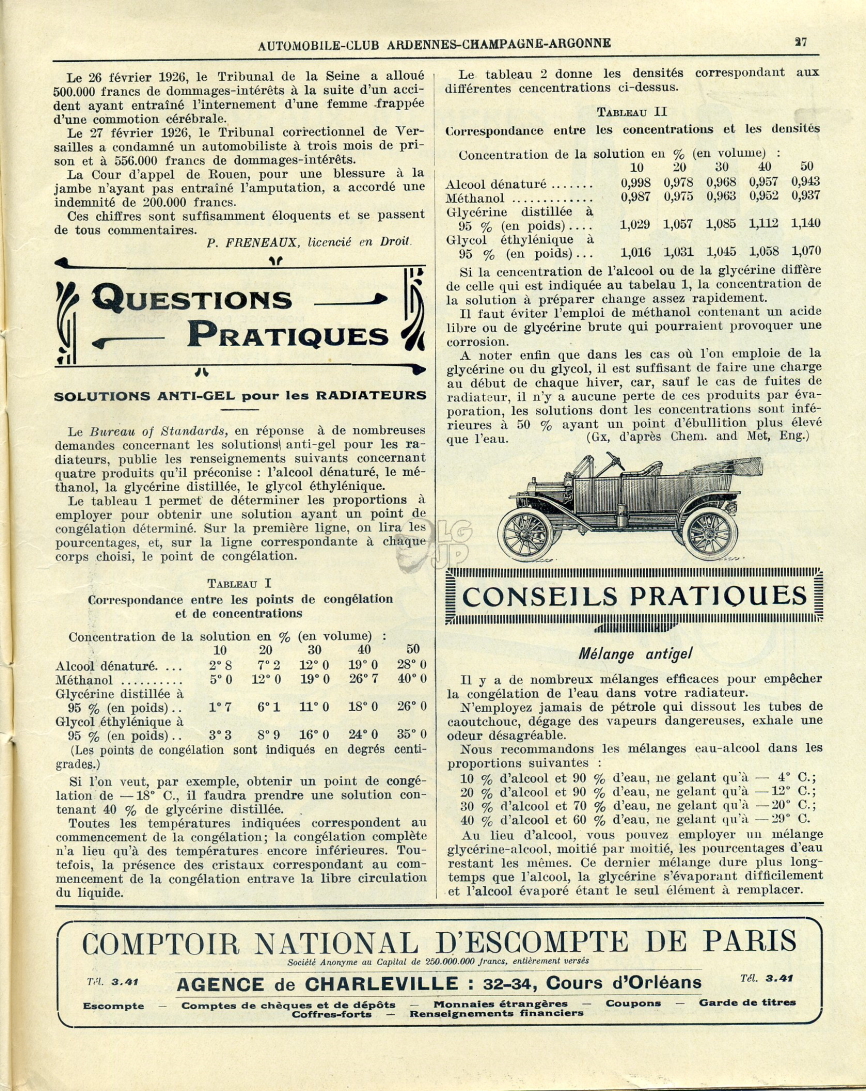 AUTOMOBILE-CLUB ARDENNES-CHAMPAGNE-ARGONNE 27
Le 26 février 1926, le Tribunal de la Seine a alloué
500.000 francs de dommages-intérêts à la suite d'un acci-
dent ayant entraîné l'internement d'une femme frappée
d'une commotion cérébrale.
Le 27 février 1926, le Tribunal correctionnel de Ver-
sailles a condamné un automobiliste à trois mois de pri-
son et à 556.000 francs de dommages-intérêts.
La Cour d'appel de Rouen, pour une blessure à la
jambe n'ayant pas entraîné l'amputation, a accordé une
indemnité de 200.000 francs.
Ces chiffres sont suffisamment éloquents et se passent
de tous commentaires.
P. FRENEAUX, licencié en Droit.
QUESTIONS
PRATIQUES
SOLUTIONS ANTI-GEL pour les RADIATEURS
Le Bureau of Standards, en réponse à de nombreuses
demandes concernant les solutions anti-gel pour les ra-
diateurs, publie les renseignements suivants concernant
quatre produits qu'il préconise : l'alcool dénaturé, le mé-
thanol, la glycérine distillée, le glycol éthylénique.
Le tableau 1 permet de déterminer les proportions à
employer pour obtenir une solution ayant un point de
congélation déterminé. Sur la première ligne, on lira les
pourcentages, et, sur la ligne correspondante à chaque
corps choisi, le point de congélation.
TABLEAU I
Correspondance entre les points de congélation
et de concentrations
Concentration de la solution en % (en volume) :
10 20 30 40 50
Alcool dénaturé. ... 2° 8 7° 2 12° 0 19° 0 28° 0
Méthanol .......... 5° 0 12° 0 19° 0 26° 7 40° 0
Glycérine distillée à
95 % (en poids) .. 1° 7 6° 1 11° 0 18° 0 26° 0
Glycol éthylénique à
95 % (en poids) .. 3° 3 8° 9 16° 0 24° 0 35° 0
(Les points de congélation sont indiqués en degrés centi-
grades.)
Si l'on veut, par exemple, obtenir un point de congé-
lation de — 18° C., il faudra prendre une solution con-
tenant 40 % de glycérine distillée.
Toutes les températures indiquées correspondent au
commencement de la congélation; la congélation complète
n'a lieu qu'à des températures encore inférieures. Tou-
tefois, la présence des cristaux correspondant au com-
mencement de la congélation entrave la libre circulation
du liquide.
Le tableau 2 donne les densités correspondant aux
différentes cencentrations ci-dessus.
TABLEAU II
Correspondance entre les concentrations et les densités
Concentration de la solution en % (en volume) :
10 20 30 40 50
Alcool dénaturé ....... 0,998 0,978 0,968 0,957 0,943
Méthanol ............. 0,987 0,975 0,963 0,952 0,937
Glycérine distillée à
95 % (en poids) .... 1,029 1,057 1,085 1,112 1,140
Glycol éthylénique à
95 % (en poids) ... 1,016 1,031 1,045 1,058 1,070
Si la cencentration de l'alcool ou de la glycérine diffère
de celle qui est indiquée au tabelau 1, la concentration de
la solution à préparer change assez rapidement.
Il faut éviter l'emploi de méthanol contenant un acide
libre ou de glycérine brute qui pourraient provoquer une
corrosion.
A noter enfin que dans les cas où l'on emploie de la
glycérine ou du glycol, il est suffisant de faire une charge
au début de chaque hiver, car, sauf le cas de fuites de
radiateur, il n'y a aucune perte de ces produits par éva-
poration, les solutions dont les concentrations sont infé-
rieures à 50 % ayant un point d'ébullition plus élevé
que l'eau. (Gx, d'après Chem. and Met, Eng.)
LG
JP
CONSEILS PRATIQUES
Mélange antigel
Il y a de nombreux mélanges efficaces pour empêcher
la congélation de l'eau dans votre radiateur.
N'employez jamais de pétrole qui dissout les tubes de
caoutchouc, dégage des vapeurs dangereuses, exhale une
odeur désagréable.
Nous recommandons les mélanges eau-alcool dans les
proportions suivantes :
10 % d'alcool et 90 % d'eau, ne gelant qu'à — 4° C.;
20 % d'alcool et 90 % d'eau, ne gelant qu'à —12° C.;
30 % d'alcool et 70 % d'eau, ne gelant qu'à —20° C.;
40 % d'alcool et 60 % d'eau, ne gelant qu'à —29° C.
Au lieu d'alcool, vous pouvez employer un mélange
glycérine-alcool, moitié par moitié, les pourcentages d'eau
restant les mêmes. Ce dernier mélange dure plus long-
temps que l'alcool, la glycérine s'évaporant difficilement
et l'alcool évaporé étant le seul élément à remplacer.
COMPTOIR NATIONAL D'ESCOMPTE DE PARIS
Société Anonyme au Capital de 250.000.000 francs, entièrement versés
Tél. 3.41 AGENCE de CHARLEVILLE : 32-34, Cours d'Orléans Tél. 3.41
Escompte — Comptes de chèques et de dépôts — Monnaies étrangères — Coupons — Garde de titres
Coffres-forts — Renseignements financiers